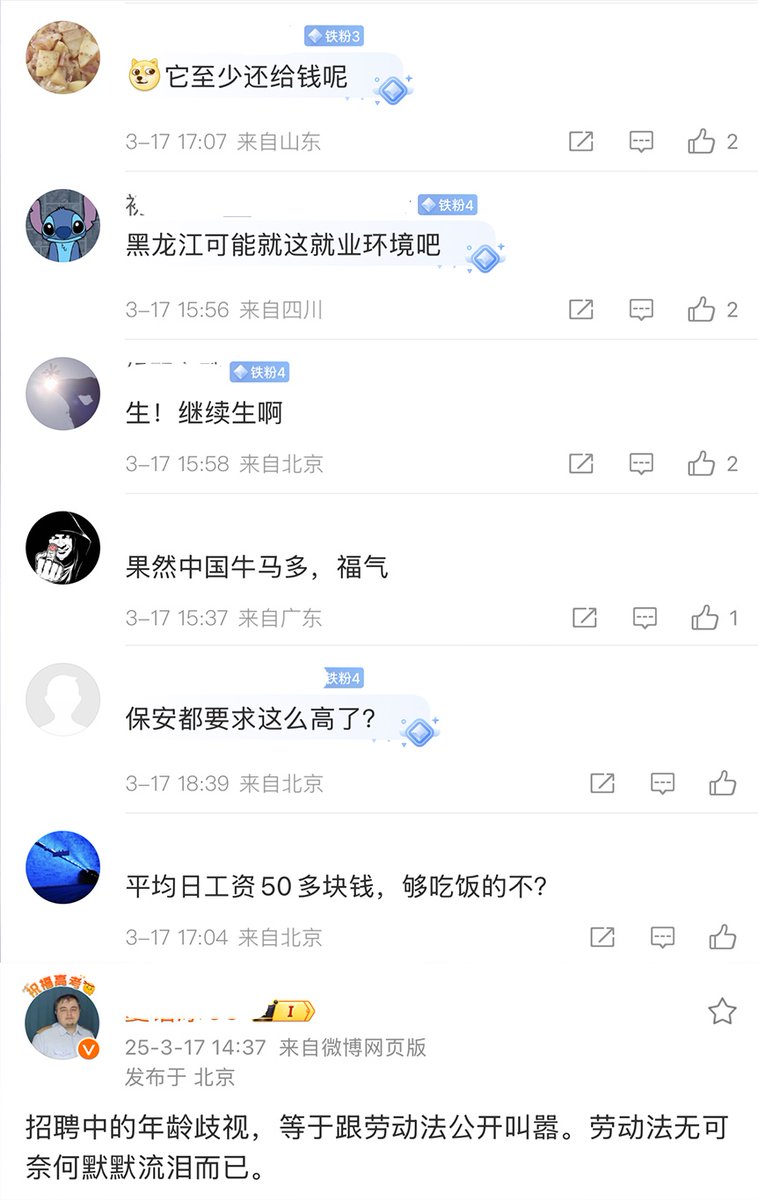 铁粉3
它至少还给钱呢
3-17 17:07 来自山东
2
铁粉4
黑龙江可能就这就业环境吧
3-17 15:56 来自四川
2
铁粉4
生！继续生啊
3-17 15:58 来自北京
2
果然中国牛马多，福气
3-17 15:37 来自广东
1
铁粉4
保安都要求这么高了？
3-17 18:39 来自北京
平均日工资50多块钱，够吃饭的不？
3-17 17:04 来自北京
祝福高考
I
25-3-17 14:37 来自微博网页版
发布于 北京
招聘中的年龄歧视，等于跟劳动法公开叫嚣。劳动法无可
奈何默默流泪而已。